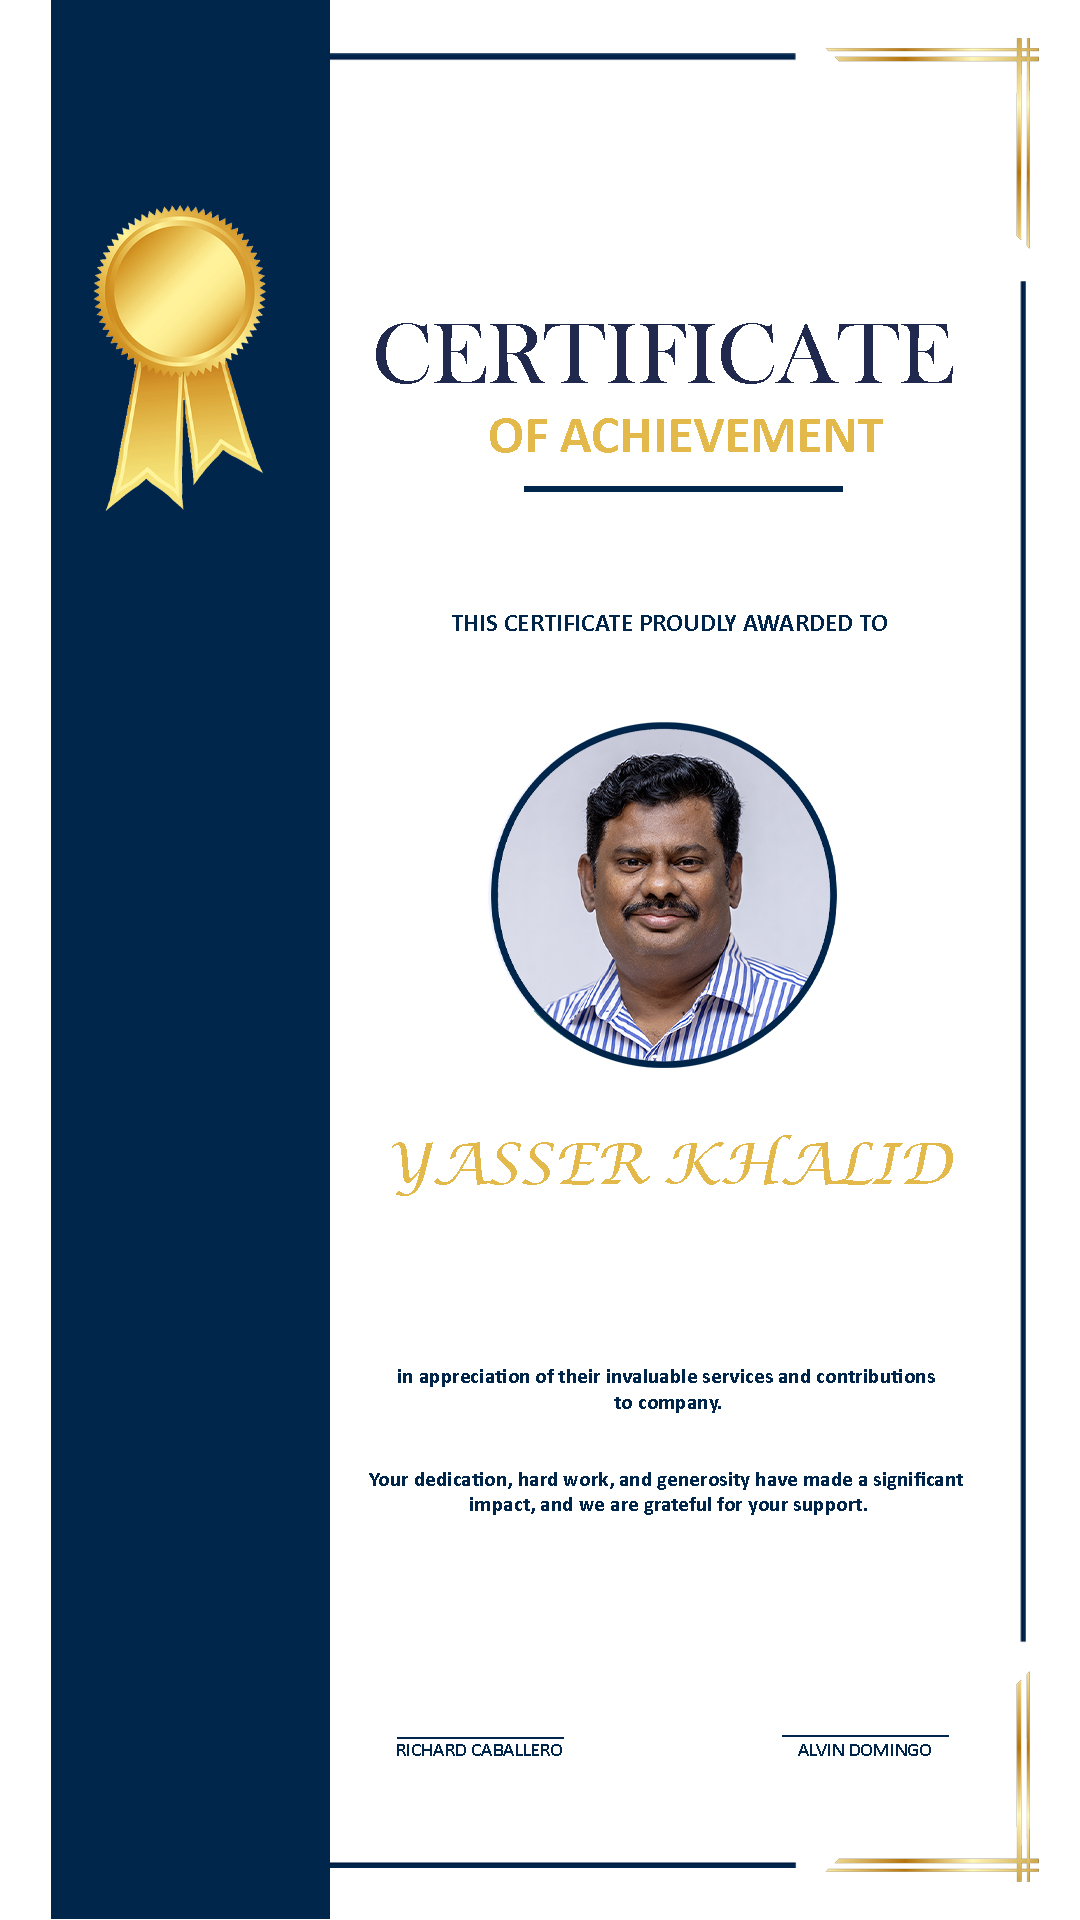 CERTIFICATE
OF ACHIEVEMENT
THIS CERTIFICATE PROUDLY AWARDED TO
YASSER KHALID
in appreciation of their invaluable services and contributions
to company.
Your dedication, hard work, and generosity have made a significant
impact, and we are grateful for your support.
RICHARD CABALLERO
ALVIN DOMINGO